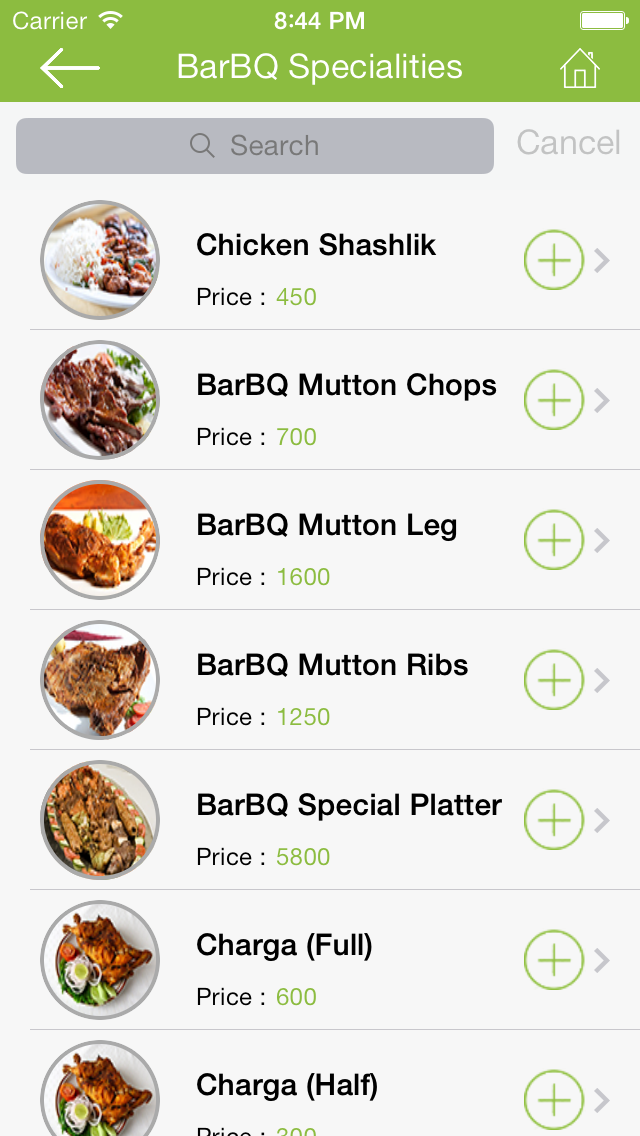 Carrier 8:44 PM
BarBQ Specialities
Search Cancel
Chicken Shashlik
Price : 450
BarBQ Mutton Chops
Price : 700
BarBQ Mutton Leg
Price : 1600
BarBQ Mutton Ribs
Price : 1250
BarBQ Special Platter
Price : 5800
Charga (Full)
Price : 600
Charga (Half)
Price : 300